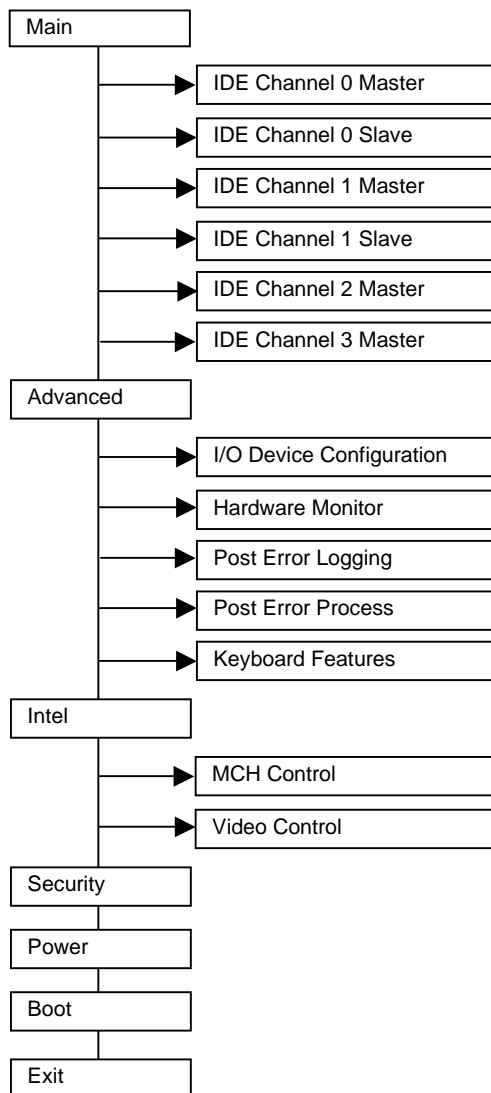 Main
IDE Channel 0 Master
IDE Channel 0 Slave
IDE Channel 1 Master
IDE Channel 1 Slave
IDE Channel 2 Master
IDE Channel 3 Master
Advanced
I/O Device Configuration
Hardware Monitor
Post Error Logging
Post Error Process
Keyboard Features
Intel
MCH Control
Video Control
Security
Power
Boot
Exit